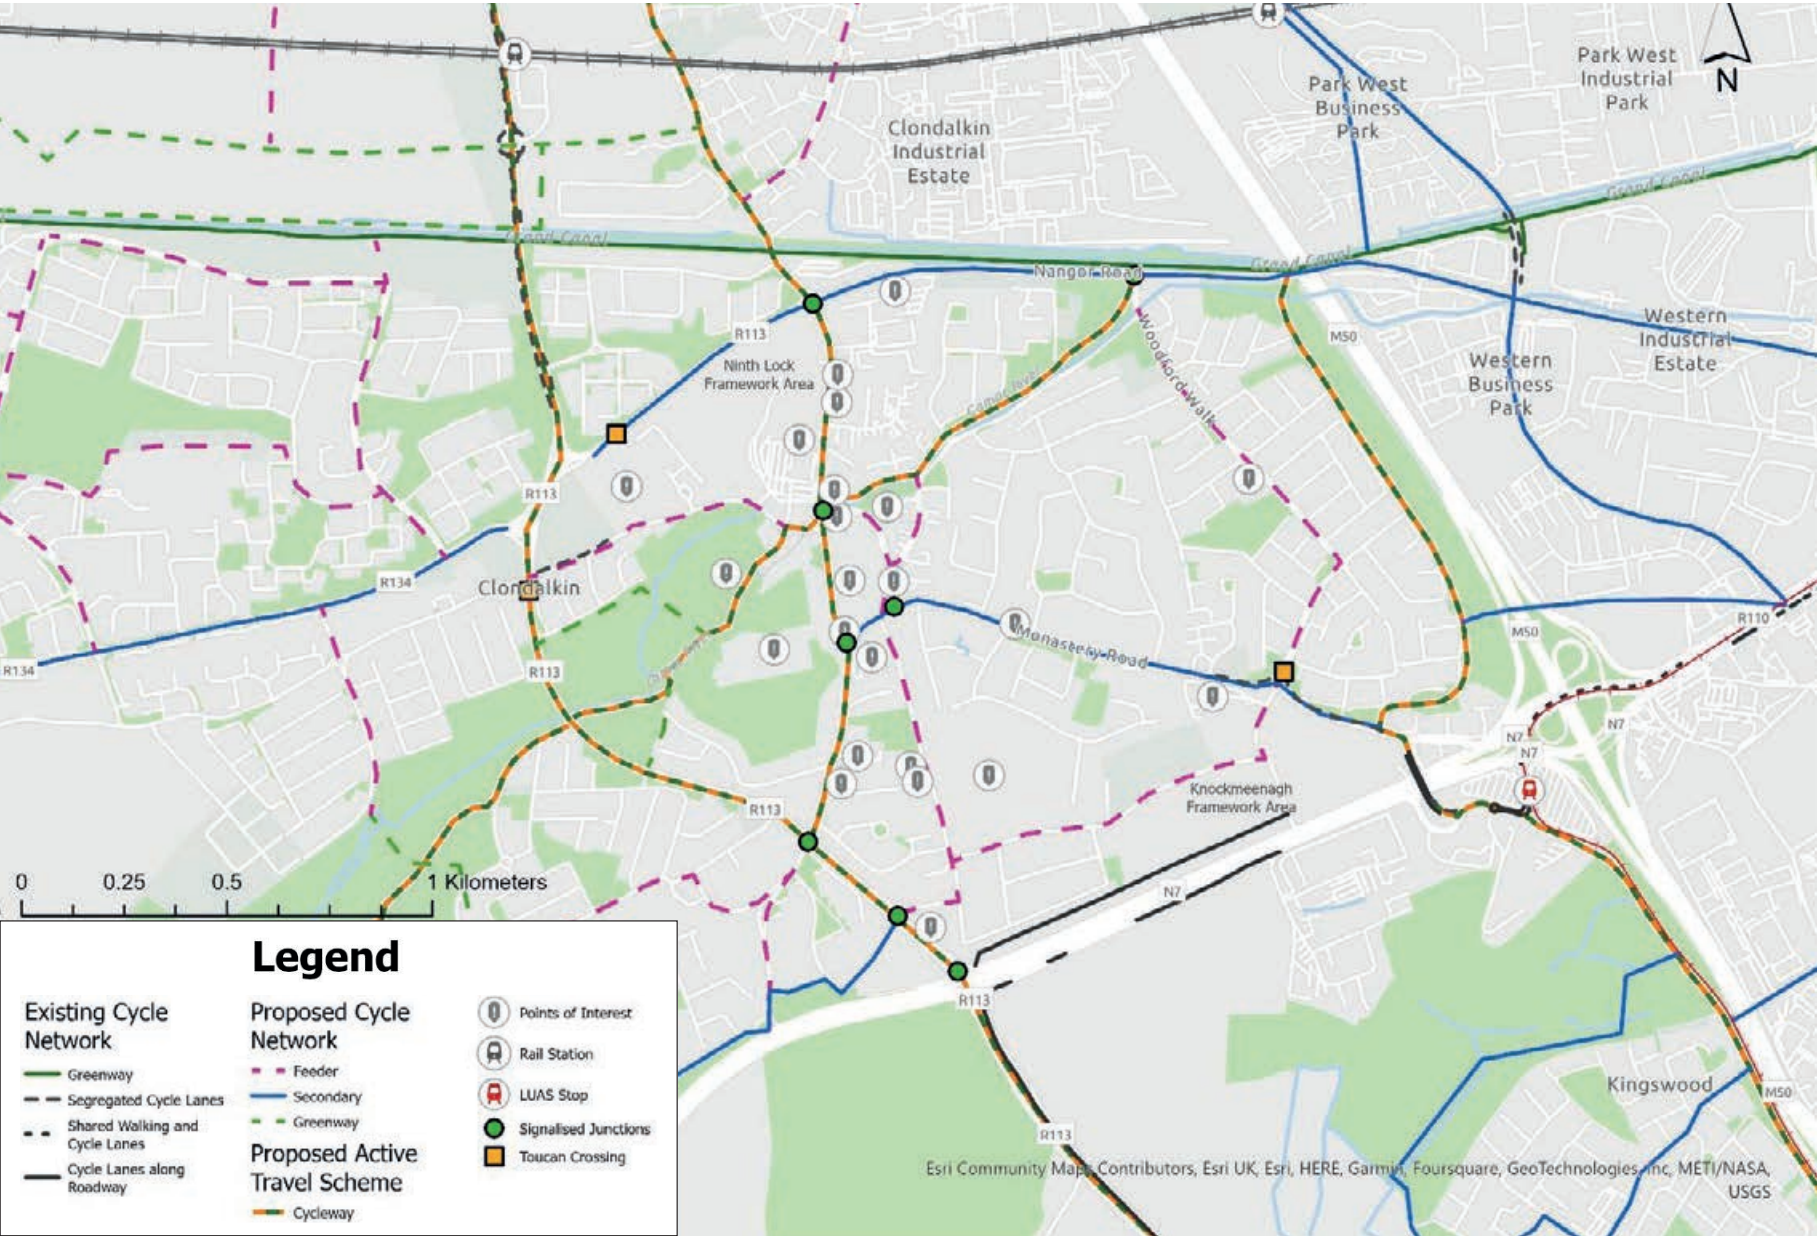 N
Park West
Industrial
Park
Park West
Business
Park
Clondalkin
Industrial
Estate
Grand Canal
Grand Canal
Grand Canal
Nangor Road
R113
M50
Western
Industrial
Estate
Ninth Lock
Framework Area
Woodford Walk
Western
Business
Park
Camac River
R113
R134
Clondalkin
R110
M50
Monastery Road
R134
R113
N7
N7
N7
R113
Knockmeenagh
Framework Area
0 0.25 0.5 1 Kilometers
N7
R113
Kingswood
M50
R113
Legend
Existing Cycle
Network
Greenway
Segregated Cycle Lanes
Shared Walking and
Cycle Lanes
Cycle Lanes along
Roadway
Proposed Cycle
Network
Feeder
Secondary
Greenway
Proposed Active
Travel Scheme
Cycleway
Points of Interest
Rail Station
LUAS Stop
Signalised Junctions
Toucan Crossing
Esri Community Maps Contributors, Esri UK, Esri, HERE, Garmin, Foursquare, GeoTechnologies, Inc, METI/NASA,
USGS